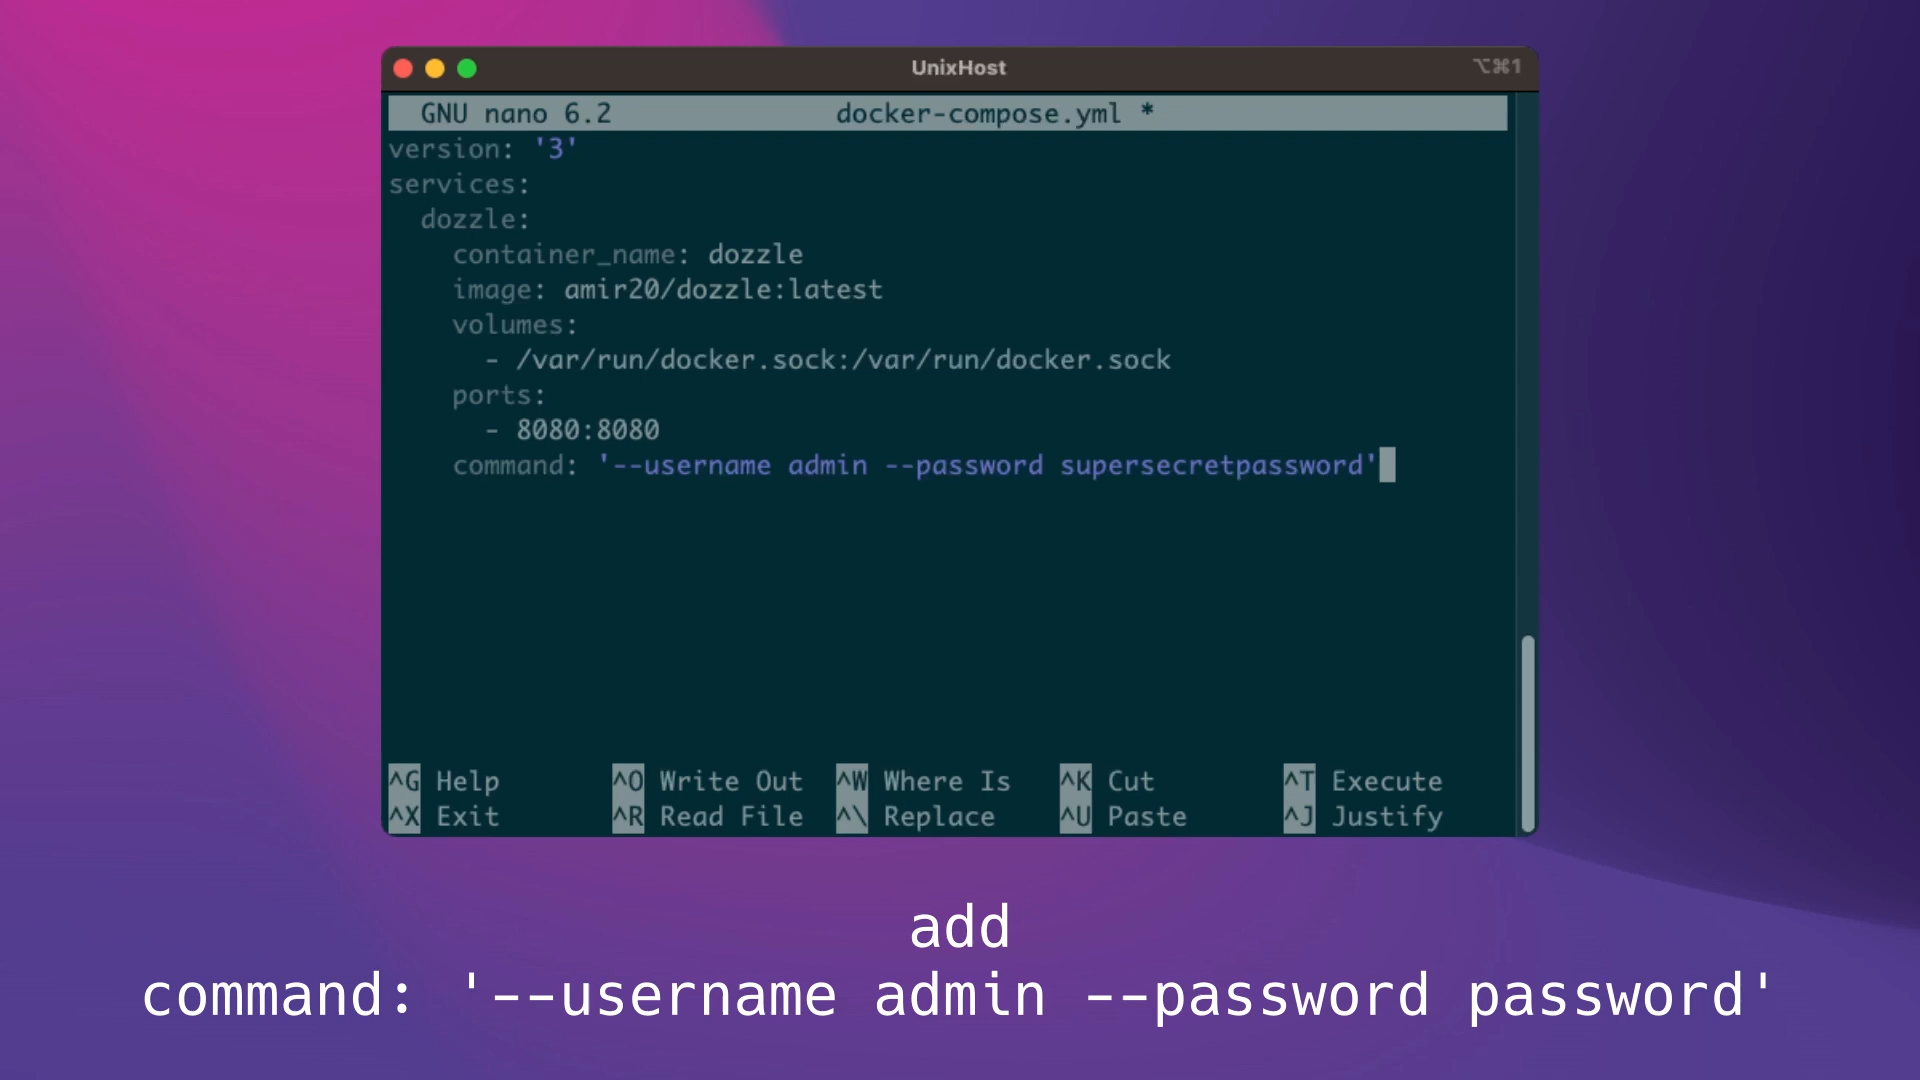 UnixHost
⌥⌘1
GNU nano 6.2 docker-compose.yml *
version: '3'
services:
  dozzle:
    container_name: dozzle
    image: amir20/dozzle:latest
    volumes:
      - /var/run/docker.sock:/var/run/docker.sock
    ports:
      - 8080:8080
    command: '--username admin --password supersecretpassword'
^G Help ^O Write Out ^W Where Is ^K Cut ^T Execute
^X Exit ^R Read File ^\ Replace ^U Paste ^J Justify
add
command: '--username admin --password password'